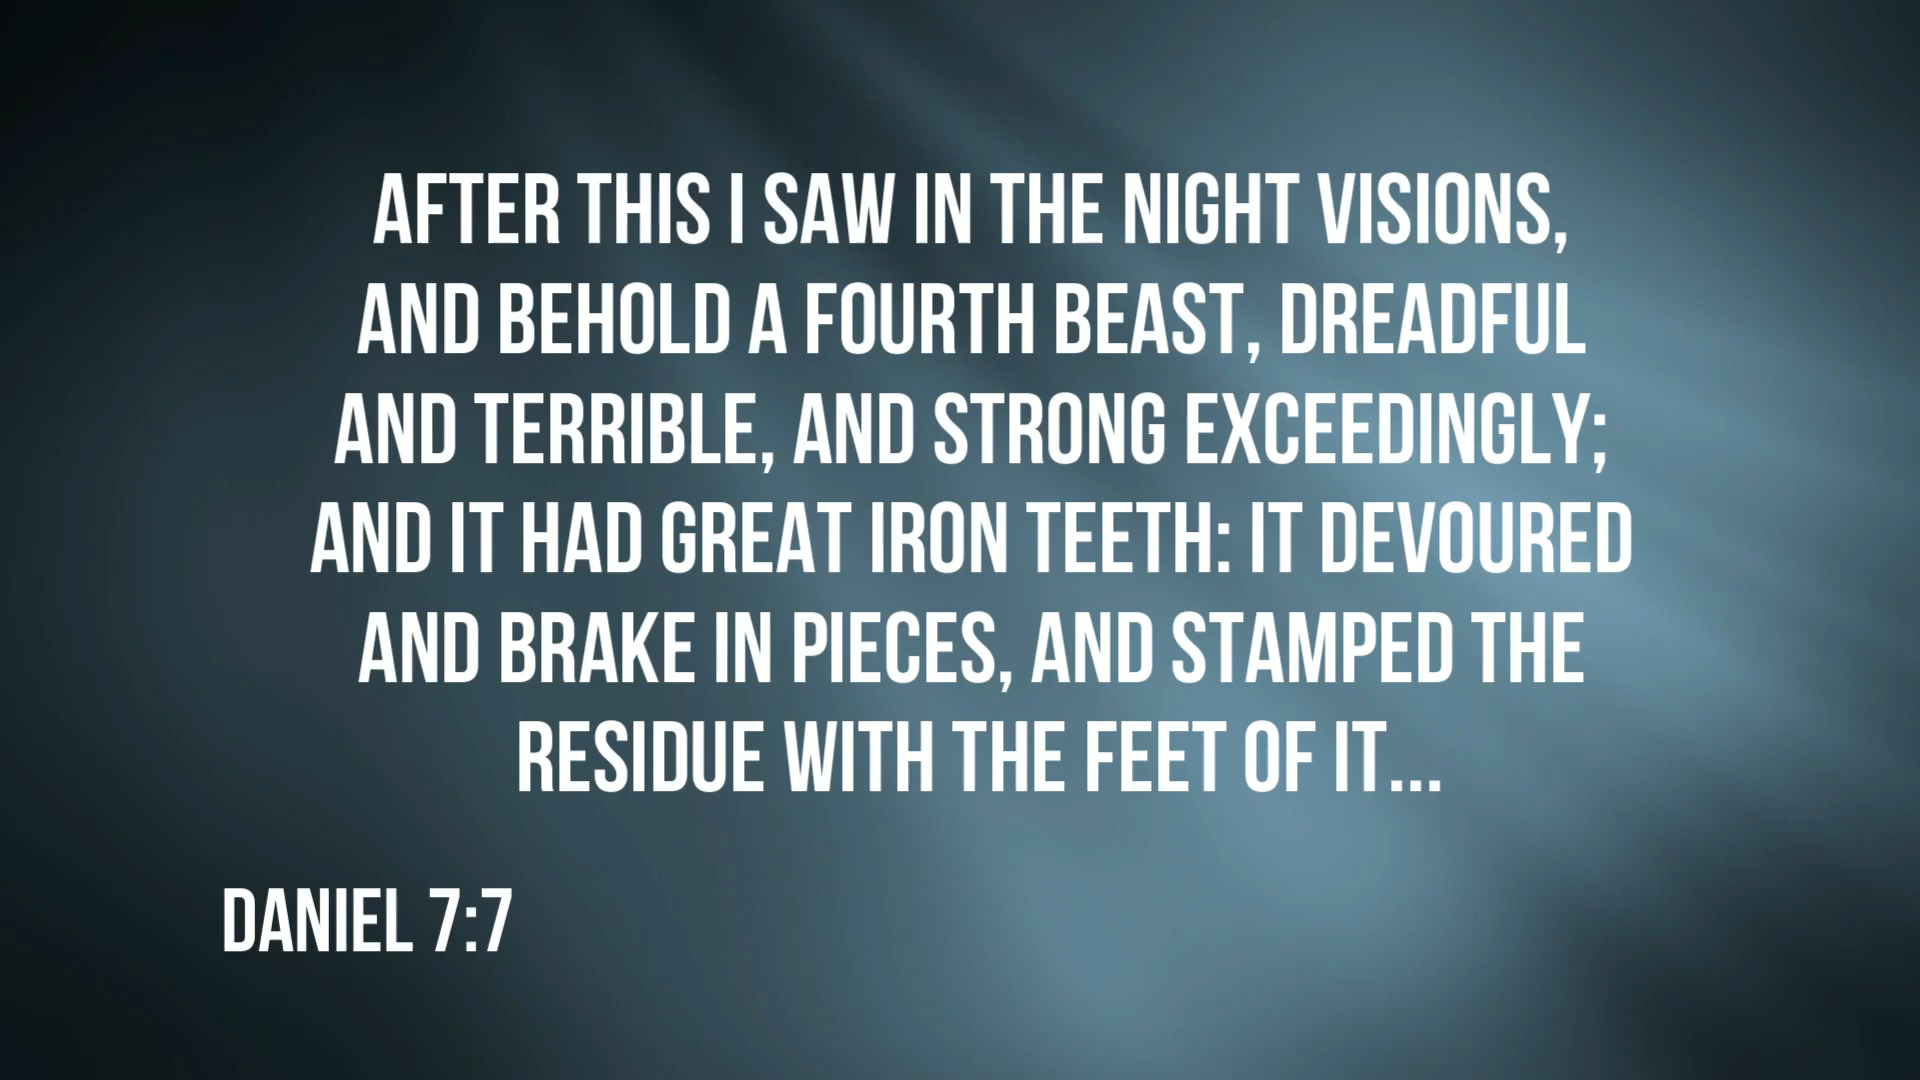 AFTER THIS I SAW IN THE NIGHT VISIONS,
AND BEHOLD A FOURTH BEAST, DREADFUL
AND TERRIBLE, AND STRONG EXCEEDINGLY;
AND IT HAD GREAT IRON TEETH: IT DEVOURED
AND BRAKE IN PIECES, AND STAMPED THE
RESIDUE WITH THE FEET OF IT...
DANIEL 7:7